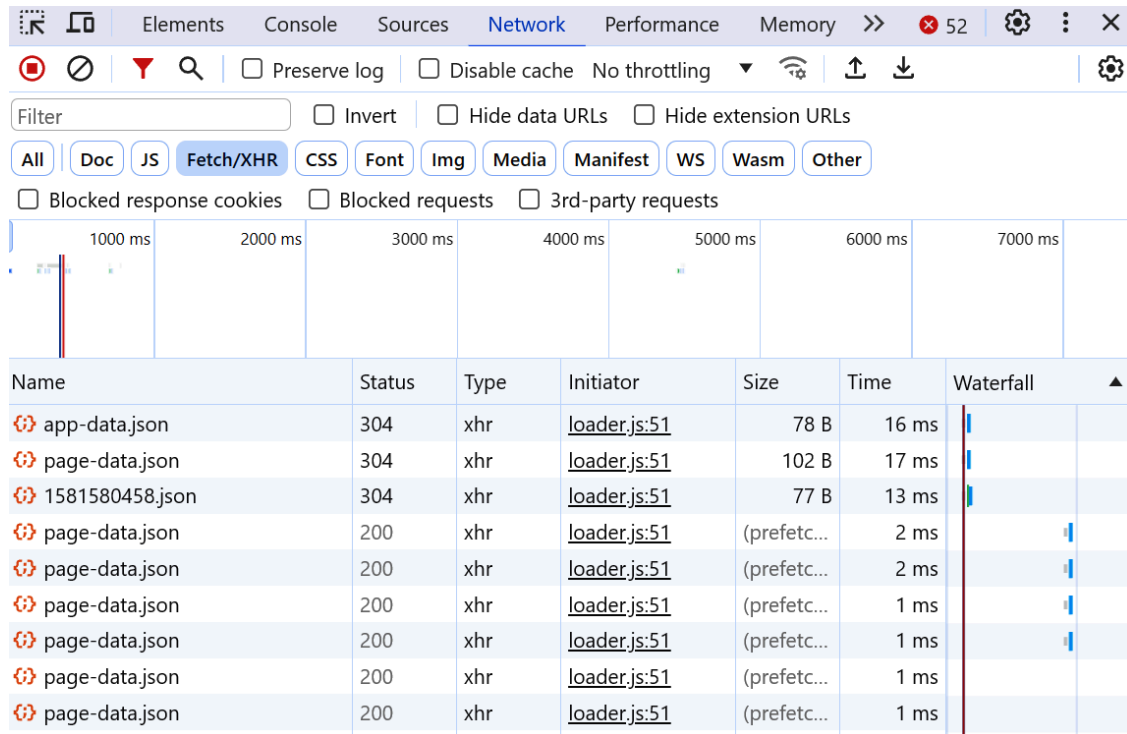 Elements Console Sources Network Performance Memory 52
Preserve log Disable cache No throttling
Filter Invert Hide data URLs Hide extension URLs
All Doc JS Fetch/XHR CSS Font Img Media Manifest WS Wasm Other
Blocked response cookies Blocked requests 3rd-party requests
1000 ms 2000 ms 3000 ms 4000 ms 5000 ms 6000 ms 7000 ms
Name Status Type Initiator Size Time Waterfall
app-data.json 304 xhr loader.js:51 78 B 16 ms
page-data.json 304 xhr loader.js:51 102 B 17 ms
1581580458.json 304 xhr loader.js:51 77 B 13 ms
page-data.json 200 xhr loader.js:51 (prefetc... 2 ms
page-data.json 200 xhr loader.js:51 (prefetc... 2 ms
page-data.json 200 xhr loader.js:51 (prefetc... 1 ms
page-data.json 200 xhr loader.js:51 (prefetc... 1 ms
page-data.json 200 xhr loader.js:51 (prefetc... 1 ms
page-data.json 200 xhr loader.js:51 (prefetc... 1 ms